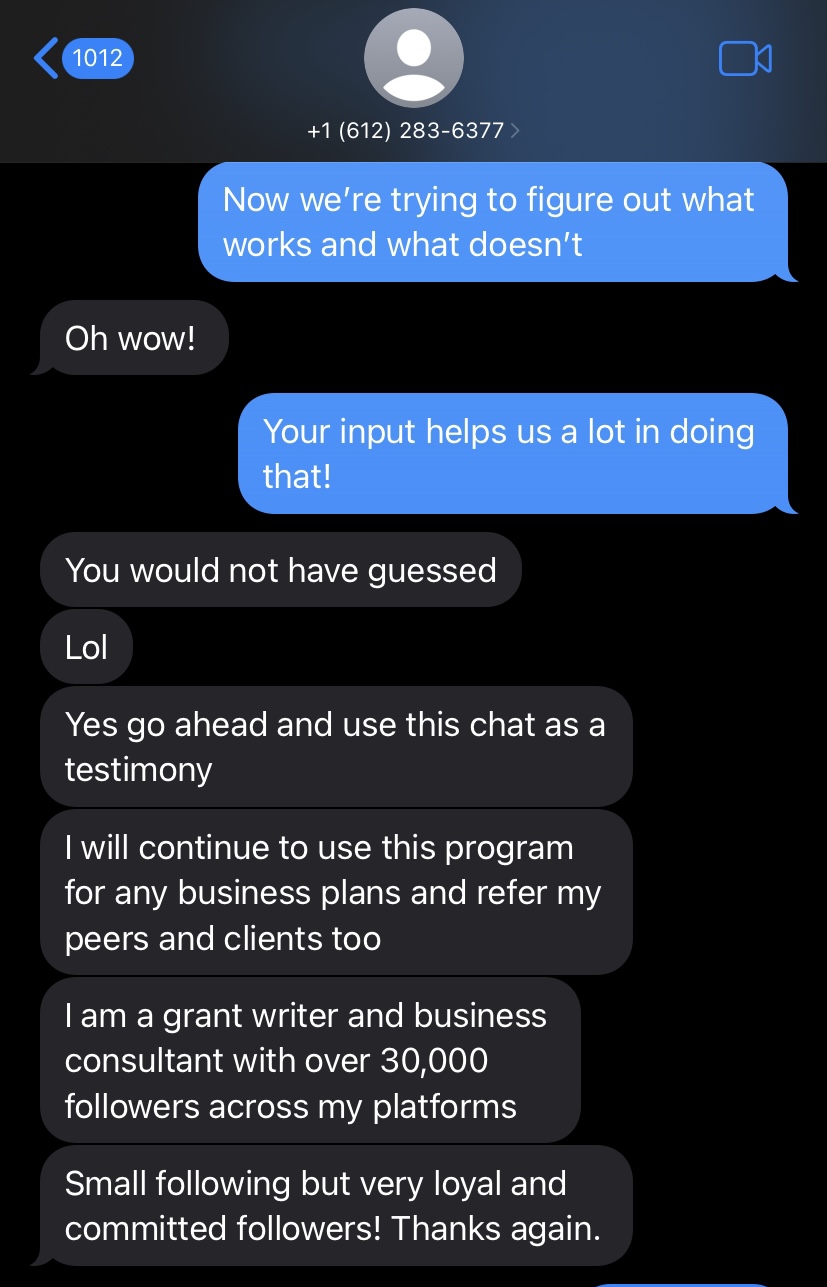 1012
+1 (612) 283-6377
Now we’re trying to figure out what
works and what doesn’t
Oh wow!
Your input helps us a lot in doing
that!
You would not have guessed
Lol
Yes go ahead and use this chat as a
testimony
I will continue to use this program
for any business plans and refer my
peers and clients too
I am a grant writer and business
consultant with over 30,000
followers across my platforms
Small following but very loyal and
committed followers! Thanks again.